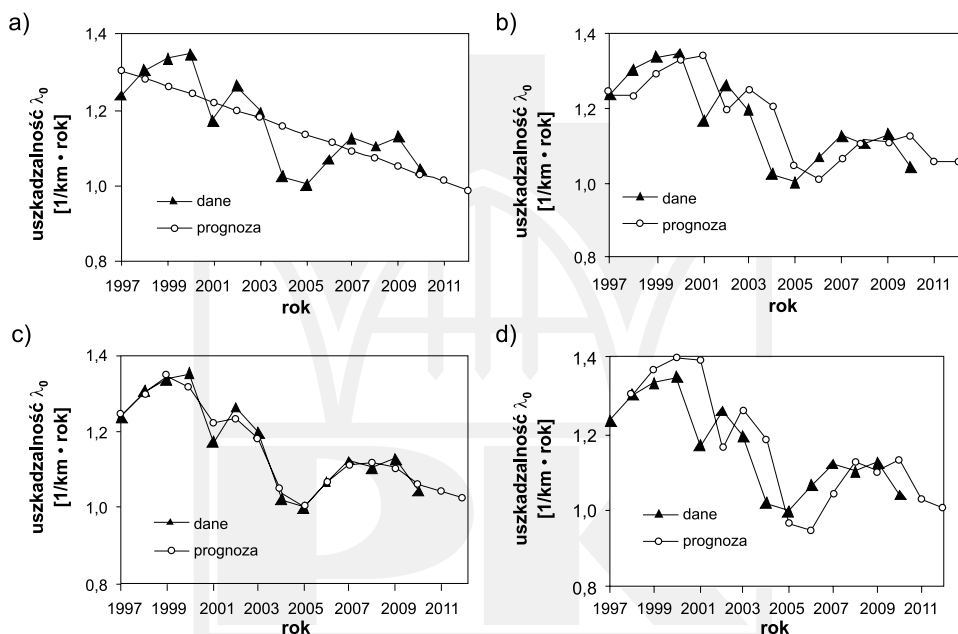 a)
uszkadzalność λ₀
[1/km • rok]
1,4
1,2
1,0
0,8
dane
prognoza
1997 1999 2001 2003 2005 2007 2009 2011
rok
b)
uszkadzalność λ₀
[1/km • rok]
1,4
1,2
1,0
0,8
dane
prognoza
1997 1999 2001 2003 2005 2007 2009 2011
rok
c)
uszkadzalność λ₀
[1/km • rok]
1,4
1,2
1,0
0,8
dane
prognoza
1997 1999 2001 2003 2005 2007 2009 2011
rok
d)
uszkadzalność λ₀
[1/km • rok]
1,4
1,2
1,0
0,8
dane
prognoza
1997 1999 2001 2003 2005 2007 2009 2011
rok
PK